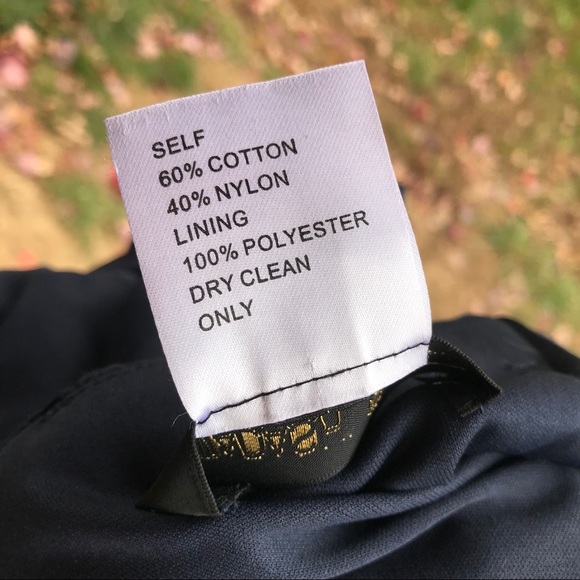 SELF
60% COTTON
40% NYLON
LINING
100% POLYESTER
DRY CLEAN
ONLY